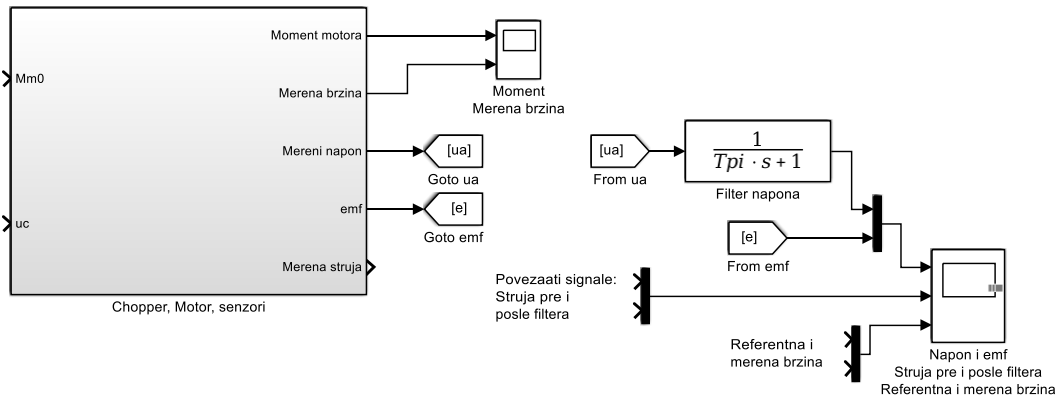 Moment motora
Mm0
Merena brzina
Moment
Merena brzina
Mereni napon
[ua]
Goto ua
emf
[e]
Goto emf
uc
Merena struja
Chopper, Motor, senzori
[ua]
From ua
1
Tpi · s + 1
Filter napona
[e]
From emf
Povezaati signale:
Struja pre i
posle filtera
Referentna i
merena brzina
Napon i emf
Struja pre i posle filtera
Referentna i merena brzina